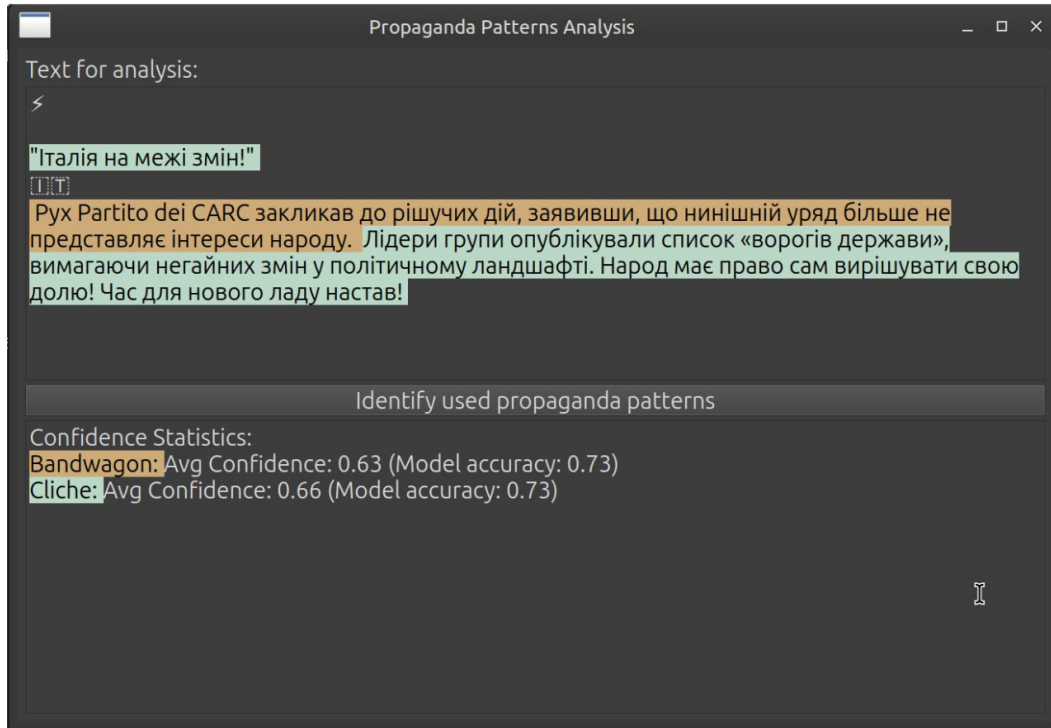 Propaganda Patterns Analysis
Text for analysis:
⚡
"Італія на межі змін!"
🇮🇹
Рух Partito dei CARC закликав до рішучих дій, заявивши, що нинішній уряд більше не
представляє інтереси народу. Лідери групи опублікували список «ворогів держави»,
вимагаючи негайних змін у політичному ландшафті. Народ має право сам вирішувати свою
долю! Час для нового ладу настав!
Identify used propaganda patterns
Confidence Statistics:
Bandwagon: Avg Confidence: 0.63 (Model accuracy: 0.73)
Cliche: Avg Confidence: 0.66 (Model accuracy: 0.73)